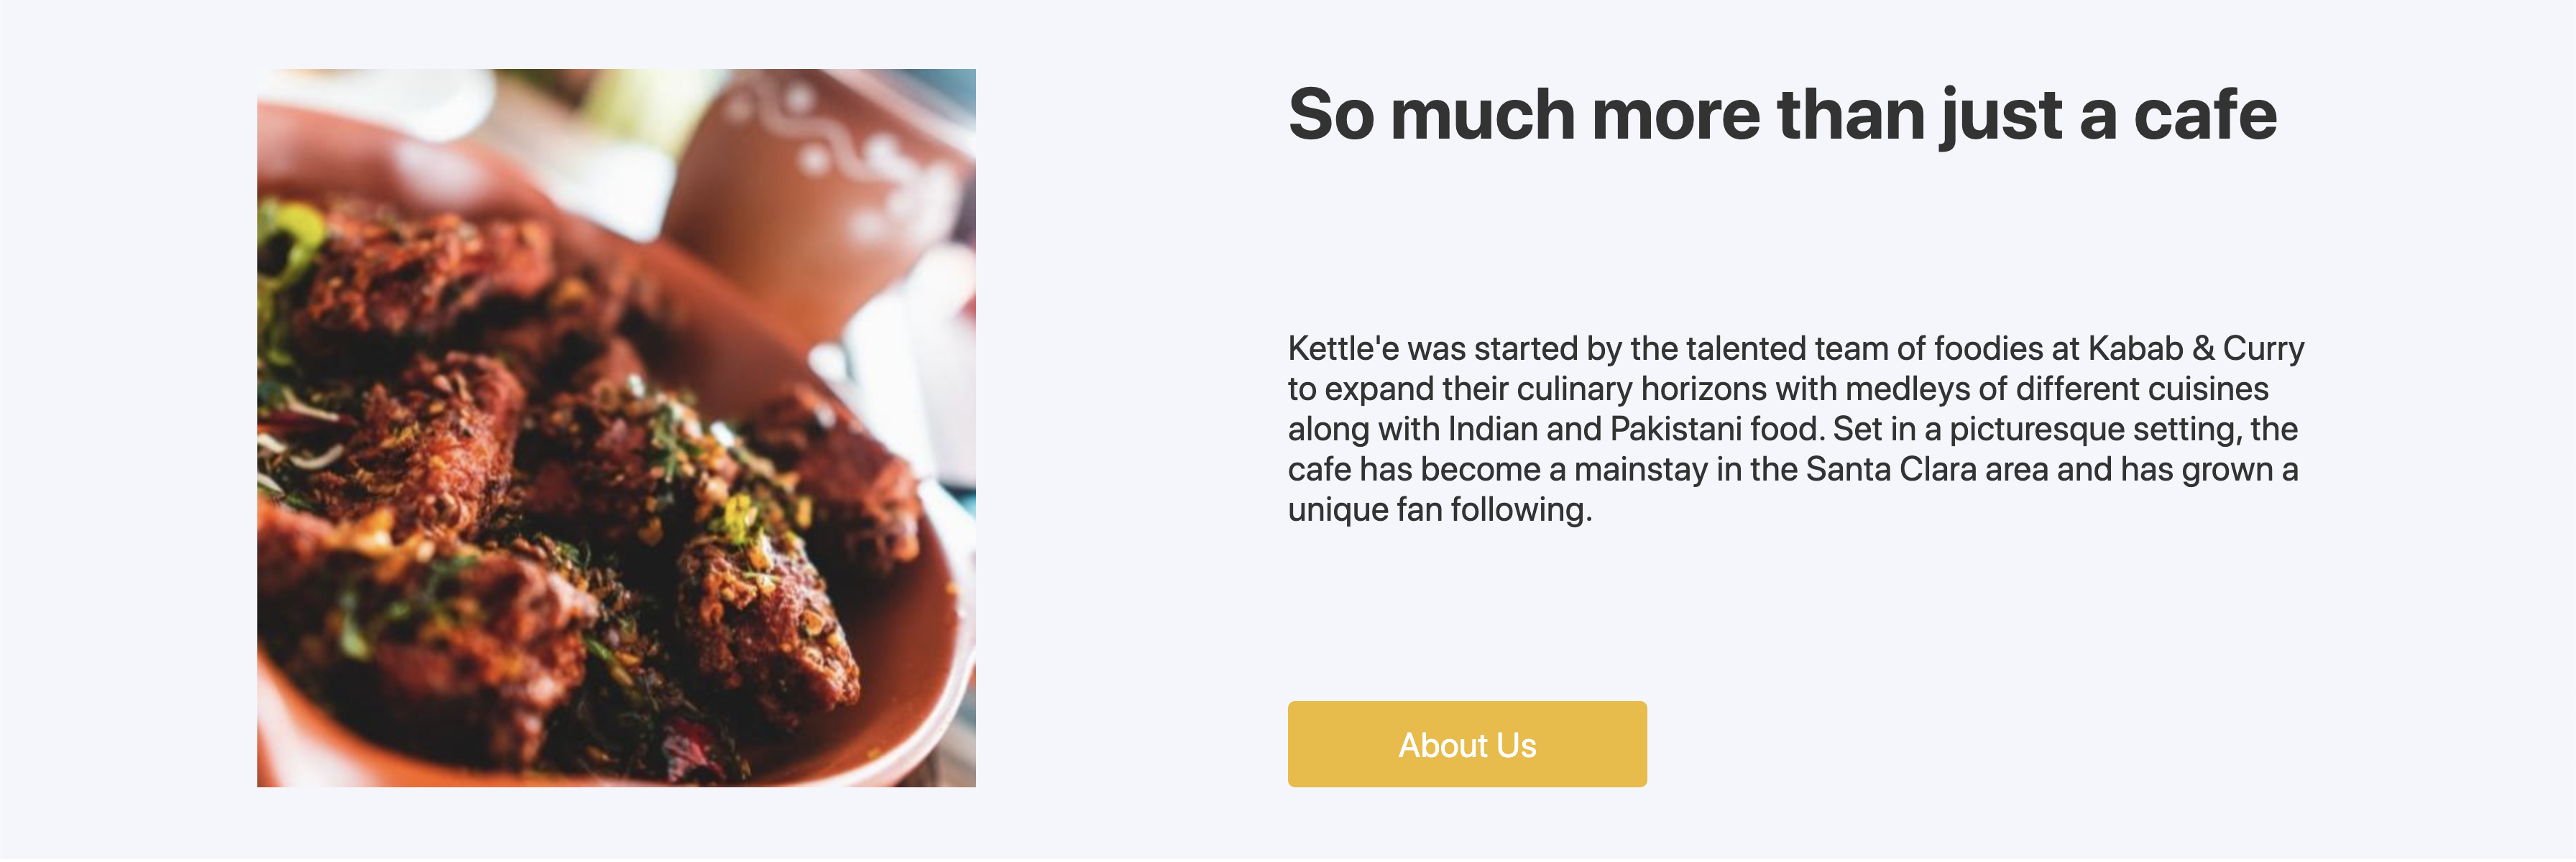 So much more than just a cafe
Kettle'e was started by the talented team of foodies at Kabab & Curry
to expand their culinary horizons with medleys of different cuisines
along with Indian and Pakistani food. Set in a picturesque setting, the
cafe has become a mainstay in the Santa Clara area and has grown a
unique fan following.
About Us